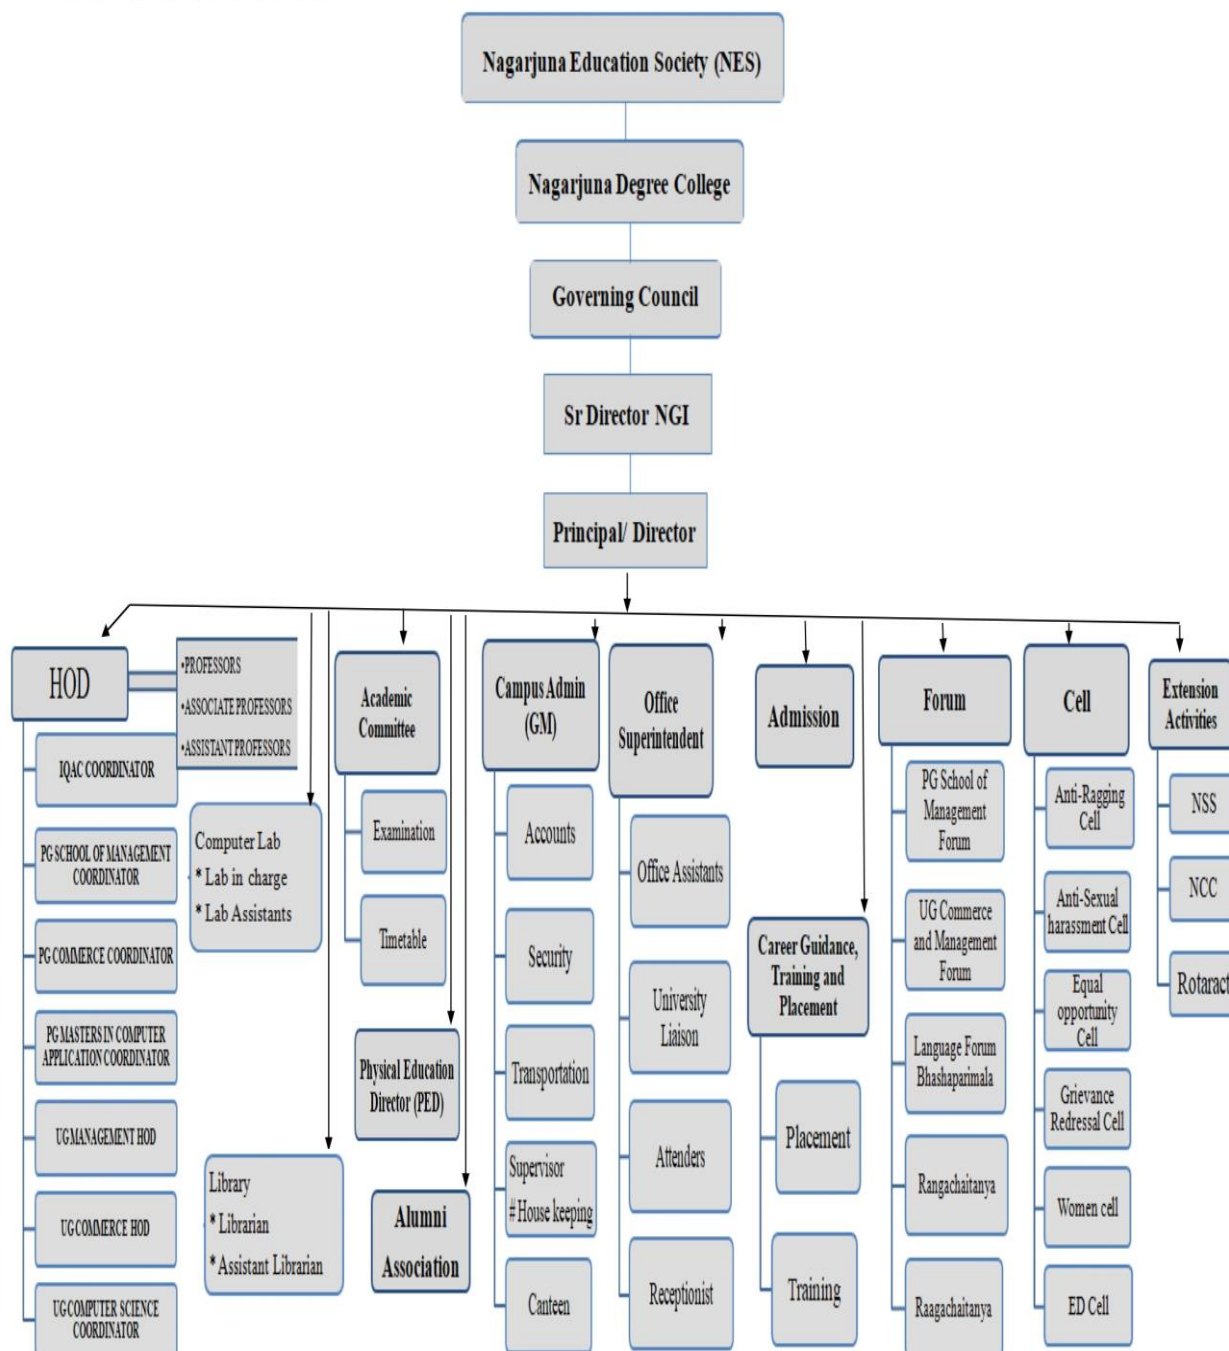 Nagarjuna Education Society (NES)
Nagarjuna Degree College
Governing Council
Sr Director NGI
Principal/ Director
HOD
•PROFESSORS
•ASSOCIATE PROFESSORS
•ASSISTANT PROFESSORS
IQAC COORDINATOR
PG SCHOOL OF MANAGEMENT
COORDINATOR
PG COMMERCE COORDINATOR
PG MASTERS IN COMPUTER
APPLICATION COORDINATOR
UG MANAGEMENT HOD
UG COMMERCE HOD
UG COMPUTER SCIENCE
COORDINATOR
Computer Lab
* Lab in charge
* Lab Assistants
Library
* Librarian
* Assistant Librarian
Academic
Committee
Examination
Timetable
Physical Education
Director (PED)
Alumni
Association
Campus Admin
(GM)
Accounts
Security
Transportation
Supervisor
# House keeping
Canteen
Office
Superintendent
Office Assistants
University
Liaison
Attenders
Receptionist
Admission
Career Guidance,
Training and
Placement
Placement
Training
Forum
PG School of
Management
Forum
UG Commerce
and Management
Forum
Language Forum
Bhashaparimala
Rangachaitanya
Raagachaitanya
Cell
Anti-Ragging
Cell
Anti-Sexual
harassment Cell
Equal
opportunity
Cell
Grievance
Redressal Cell
Women cell
ED Cell
Extension
Activities
NSS
NCC
Rotaract